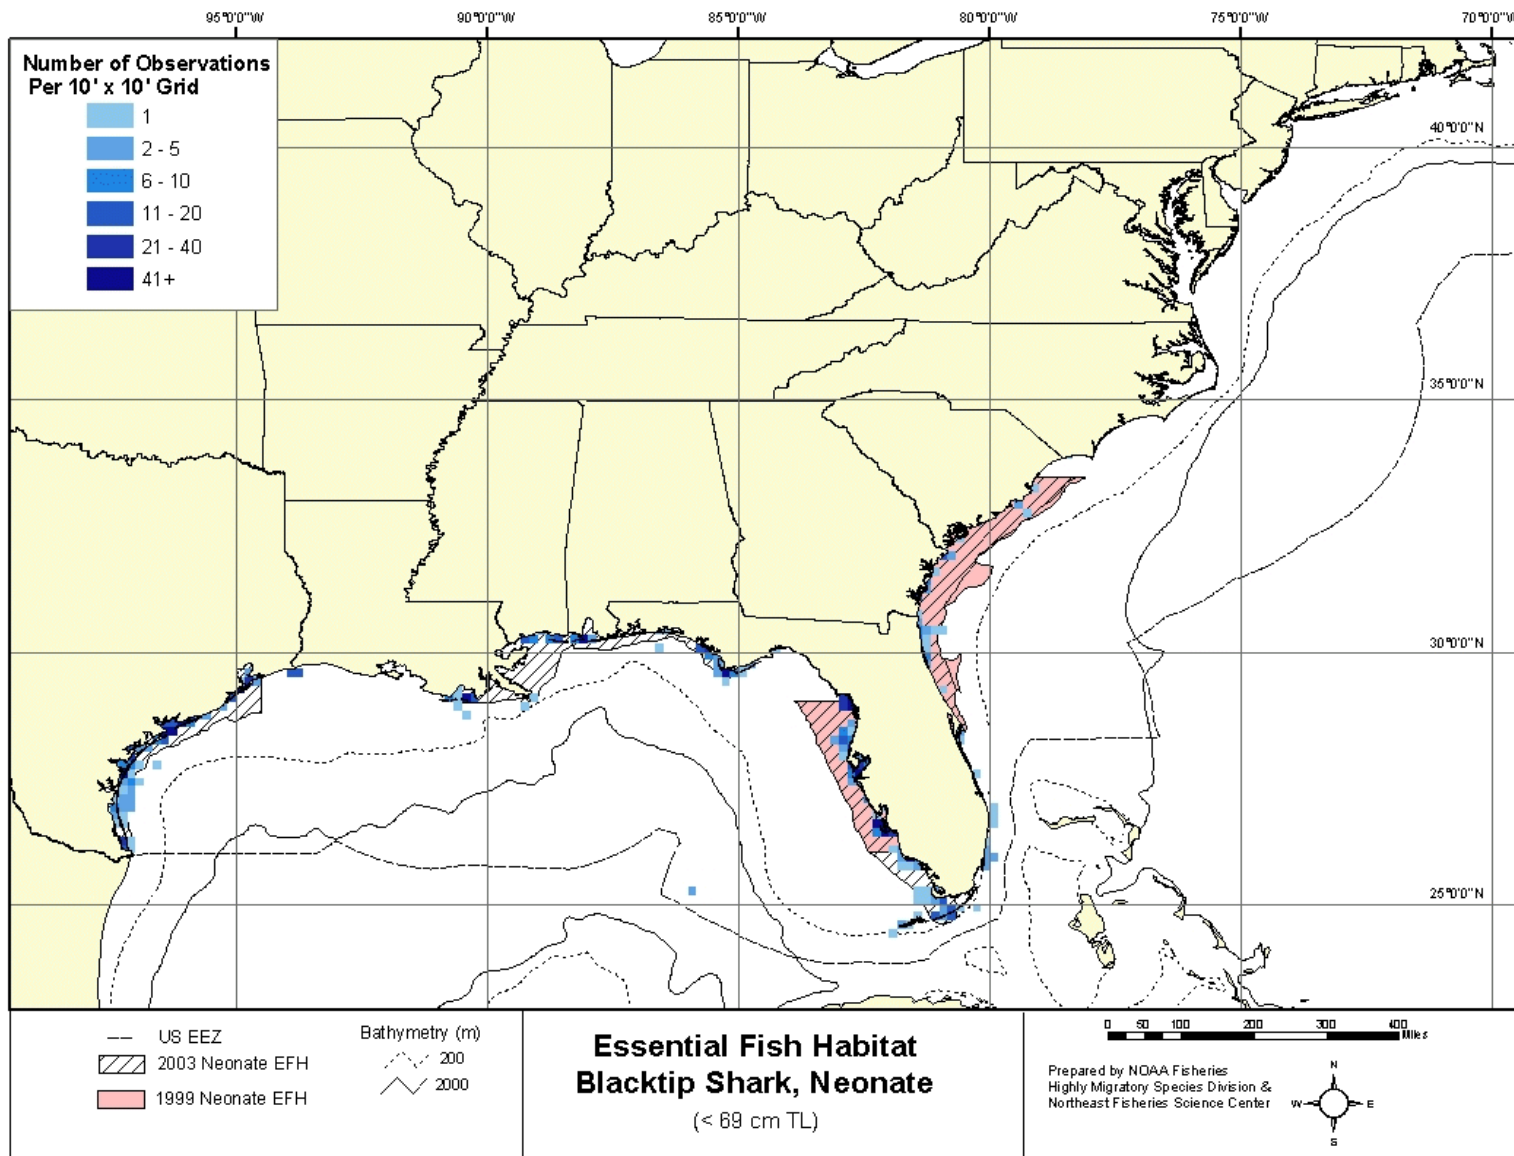 95°0'0"W 90°0'0"W 85°0'0"W 80°0'0"W 75°0'0"W 70°0'0"W
Number of Observations
Per 10' x 10' Grid
1
2 - 5
6 - 10
11 - 20
21 - 40
41+
40°0'0"N
35°0'0"N
30°0'0"N
25°0'0"N
US EEZ
2003 Neonate EFH
1999 Neonate EFH
Bathymetry (m)
200
2000
Essential Fish Habitat
Blacktip Shark, Neonate
(< 69 cm TL)
0 50 100 200 300 400
Miles
Prepared by NOAA Fisheries
Highly Migratory Species Division &
Northeast Fisheries Science Center
N
W E
S